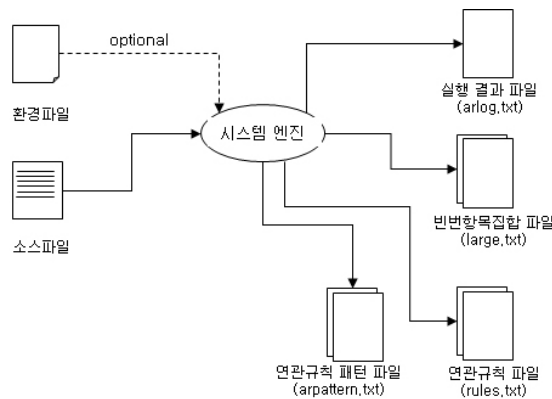 optional
환경파일
시스템 엔진
실행 결과 파일
(arlog.txt)
소스파일
빈번항목집합 파일
(large.txt)
연관규칙 패턴 파일
(arpattern.txt)
연관규칙 파일
(rules.txt)